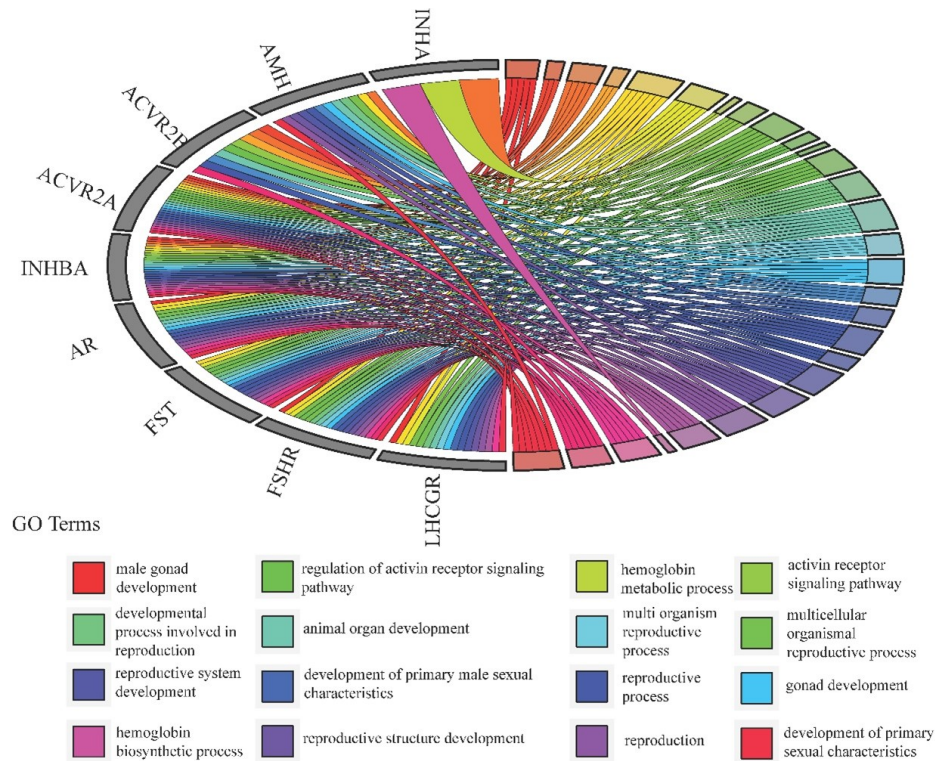 INHA
AMH
ACVR2B
ACVR2A
INHBA
AR
FST
FSHR
LHCGR
GO Terms
male gonad
development
regulation of activin receptor signaling
pathway
hemoglobin
metabolic process
activin receptor
signaling pathway
developmental
process involved in
reproduction
animal organ development
multi organism
reproductive
process
multicellular
organismal
reproductive process
reproductive system
development
development of primary male sexual
characteristics
reproductive
process
gonad development
hemoglobin
biosynthetic process
reproductive structure development
reproduction
development of primary
sexual characteristics